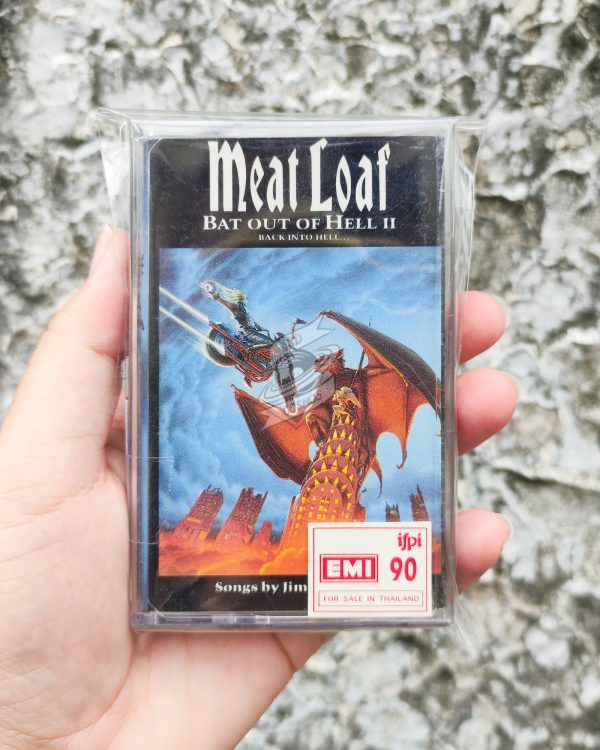 Meat Loaf
BAT OUT OF HELL II
BACK INTO HELL...
Songs by Jim
ifpi
EMI 90
FOR SALE IN THAILAND